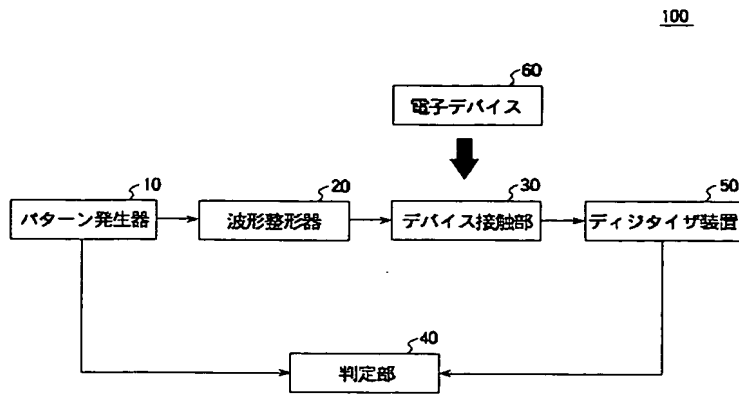 100
60
電子デバイス
10
パターン発生器
20
波形整形器
30
デバイス接触部
50
ディジタイザ装置
40
判定部